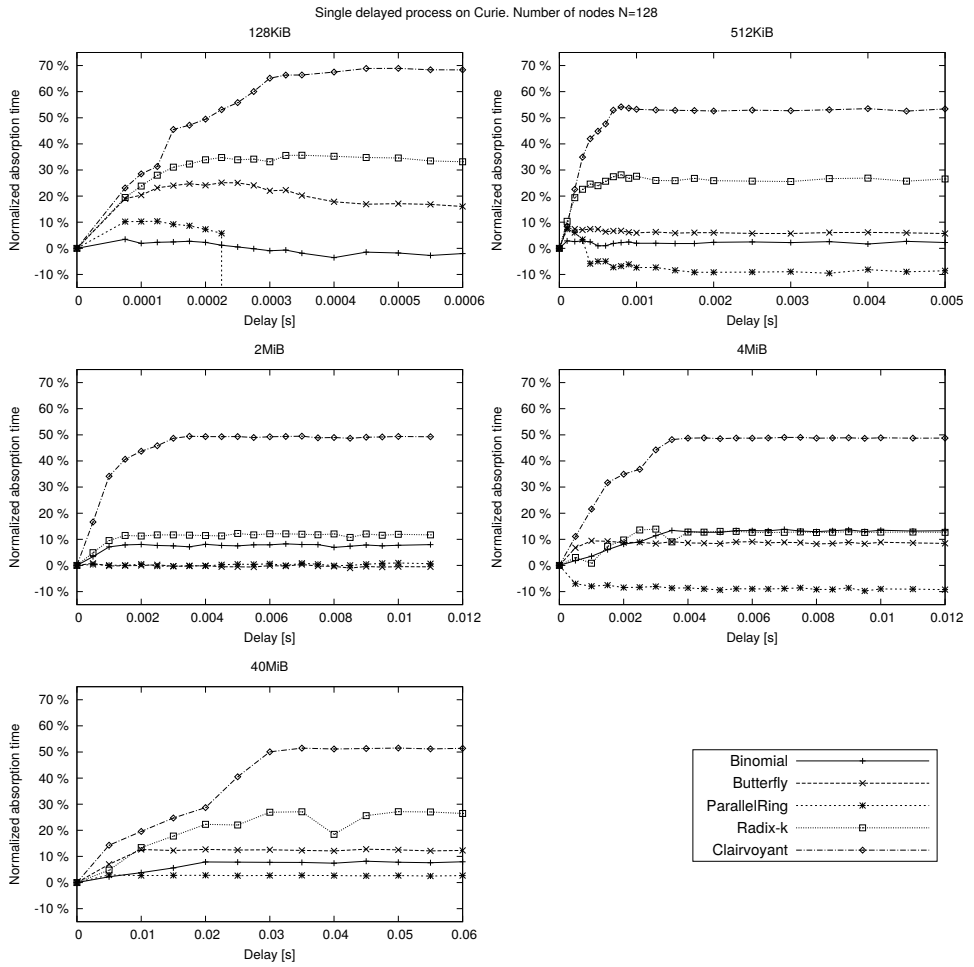 Single delayed process on Curie. Number of nodes N=128
128KiB
Normalized absorption time
70 %
60 %
50 %
40 %
30 %
20 %
10 %
0 %
-10 %
0 0.0001 0.0002 0.0003 0.0004 0.0005 0.0006
Delay [s]
512KiB
Normalized absorption time
70 %
60 %
50 %
40 %
30 %
20 %
10 %
0 %
-10 %
0 0.001 0.002 0.003 0.004 0.005
Delay [s]
2MiB
Normalized absorption time
70 %
60 %
50 %
40 %
30 %
20 %
10 %
0 %
-10 %
0 0.002 0.004 0.006 0.008 0.01 0.012
Delay [s]
4MiB
Normalized absorption time
70 %
60 %
50 %
40 %
30 %
20 %
10 %
0 %
-10 %
0 0.002 0.004 0.006 0.008 0.01 0.012
Delay [s]
40MiB
Normalized absorption time
70 %
60 %
50 %
40 %
30 %
20 %
10 %
0 %
-10 %
0 0.01 0.02 0.03 0.04 0.05 0.06
Delay [s]
Binomial
Butterfly
ParallelRing
Radix-k
Clairvoyant